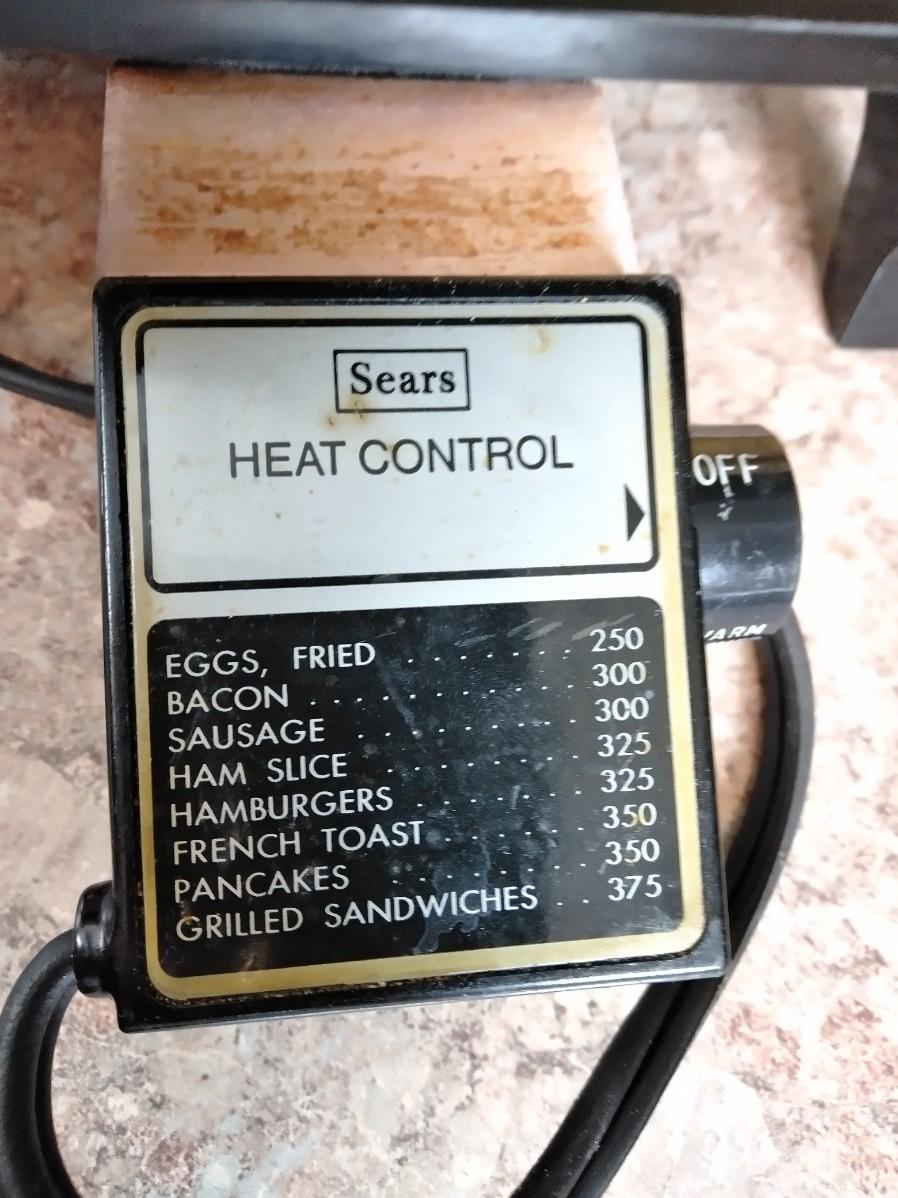 Sears
HEAT CONTROL
OFF
EGGS, FRIED . . . . . . . 250
BACON . . . . . . . . . . . 300
SAUSAGE . . . . . . . . . 300
HAM SLICE . . . . . . . . 325
HAMBURGERS . . . . . . 325
FRENCH TOAST . . . . . 350
PANCAKES . . . . . . . . 350
GRILLED SANDWICHES . . 375